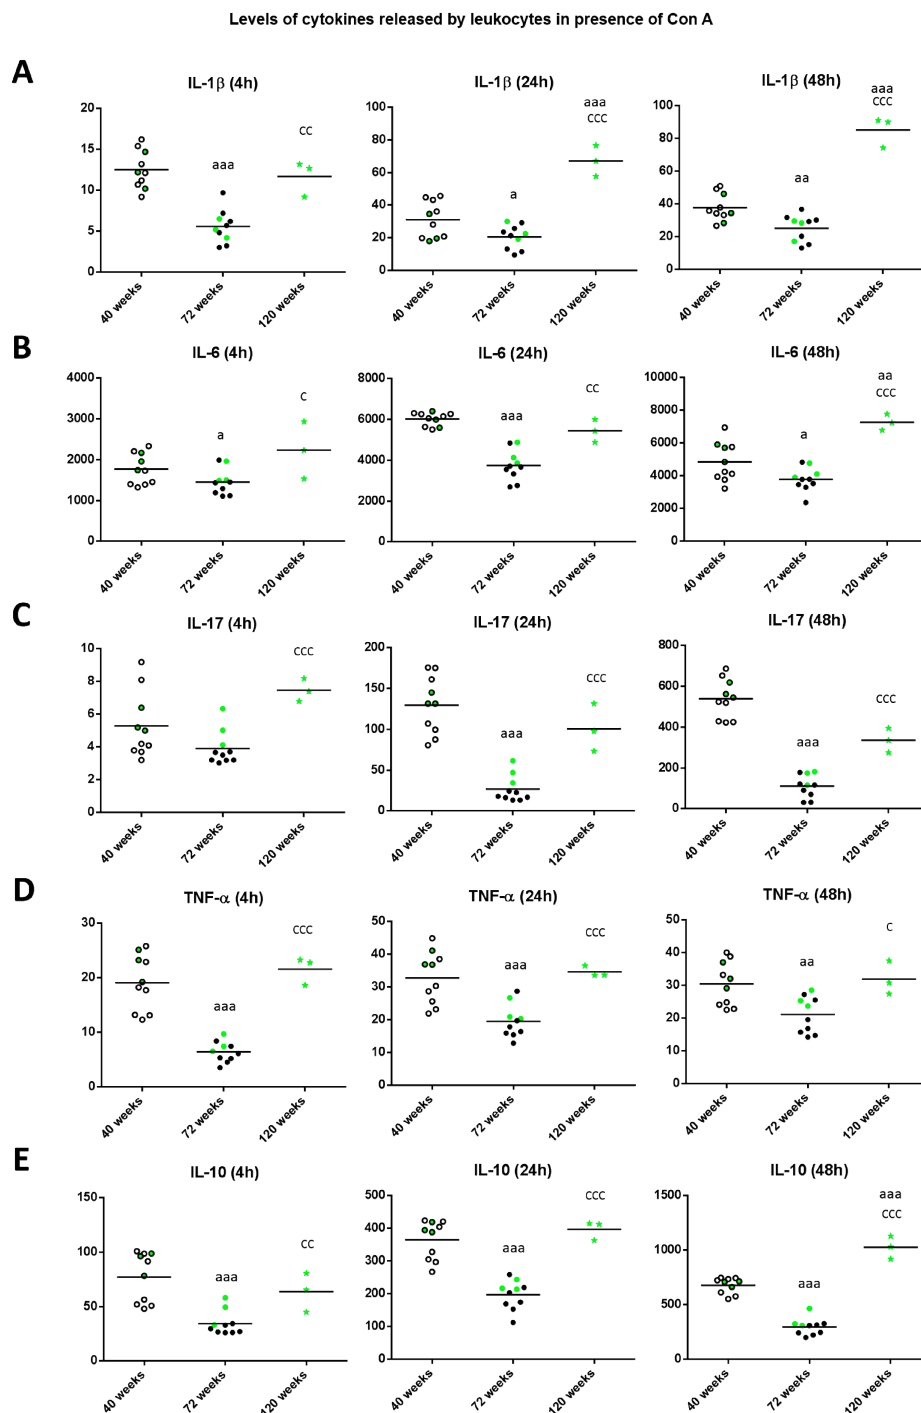 Levels of cytokines released by leukocytes in presence of Con A
A
IL-1β (4h)
20
15
10
5
0
aaa
cc
40 weeks
72 weeks
120 weeks
IL-1β (24h)
100
80
60
40
20
0
a
aaa
ccc
40 weeks
72 weeks
120 weeks
IL-1β (48h)
100
80
60
40
20
0
aa
aaa
ccc
40 weeks
72 weeks
120 weeks
B
IL-6 (4h)
4000
3000
2000
1000
0
a
c
40 weeks
72 weeks
120 weeks
IL-6 (24h)
8000
6000
4000
2000
0
aaa
cc
40 weeks
72 weeks
120 weeks
IL-6 (48h)
10000
8000
6000
4000
2000
0
a
aa
ccc
40 weeks
72 weeks
120 weeks
C
IL-17 (4h)
10
8
6
4
2
0
ccc
40 weeks
72 weeks
120 weeks
IL-17 (24h)
200
150
100
50
0
aaa
ccc
40 weeks
72 weeks
120 weeks
IL-17 (48h)
800
600
400
200
0
aaa
ccc
40 weeks
72 weeks
120 weeks
D
TNF-α (4h)
30
20
10
0
aaa
ccc
40 weeks
72 weeks
120 weeks
TNF-α (24h)
50
40
30
20
10
0
aaa
ccc
40 weeks
72 weeks
120 weeks
TNF-α (48h)
50
40
30
20
10
0
aa
c
40 weeks
72 weeks
120 weeks
E
IL-10 (4h)
150
100
50
0
aaa
cc
40 weeks
72 weeks
120 weeks
IL-10 (24h)
500
400
300
200
100
0
aaa
ccc
40 weeks
72 weeks
120 weeks
IL-10 (48h)
1500
1000
500
0
aaa
aaa
ccc
40 weeks
72 weeks
120 weeks